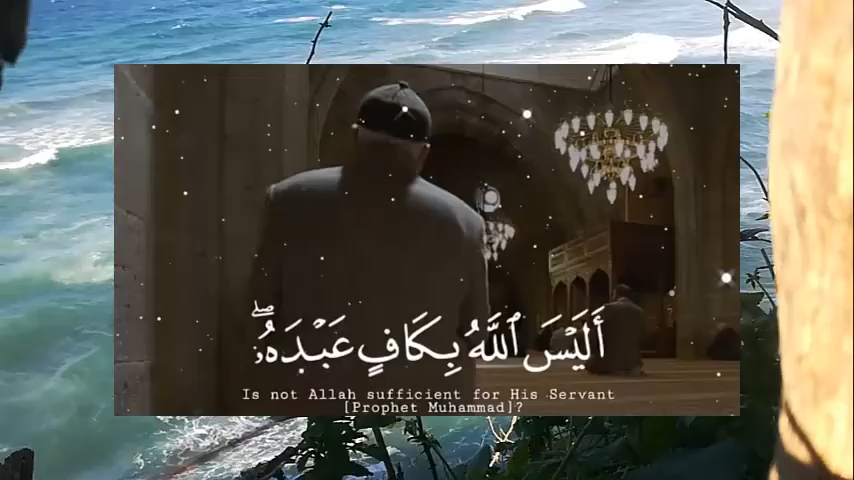 أَلَيْسَ ٱللَّهُ بِكَافٍ عَبْدَهُۥ ۖ
Is not Allah sufficient for His Servant
[Prophet Muhammad]?